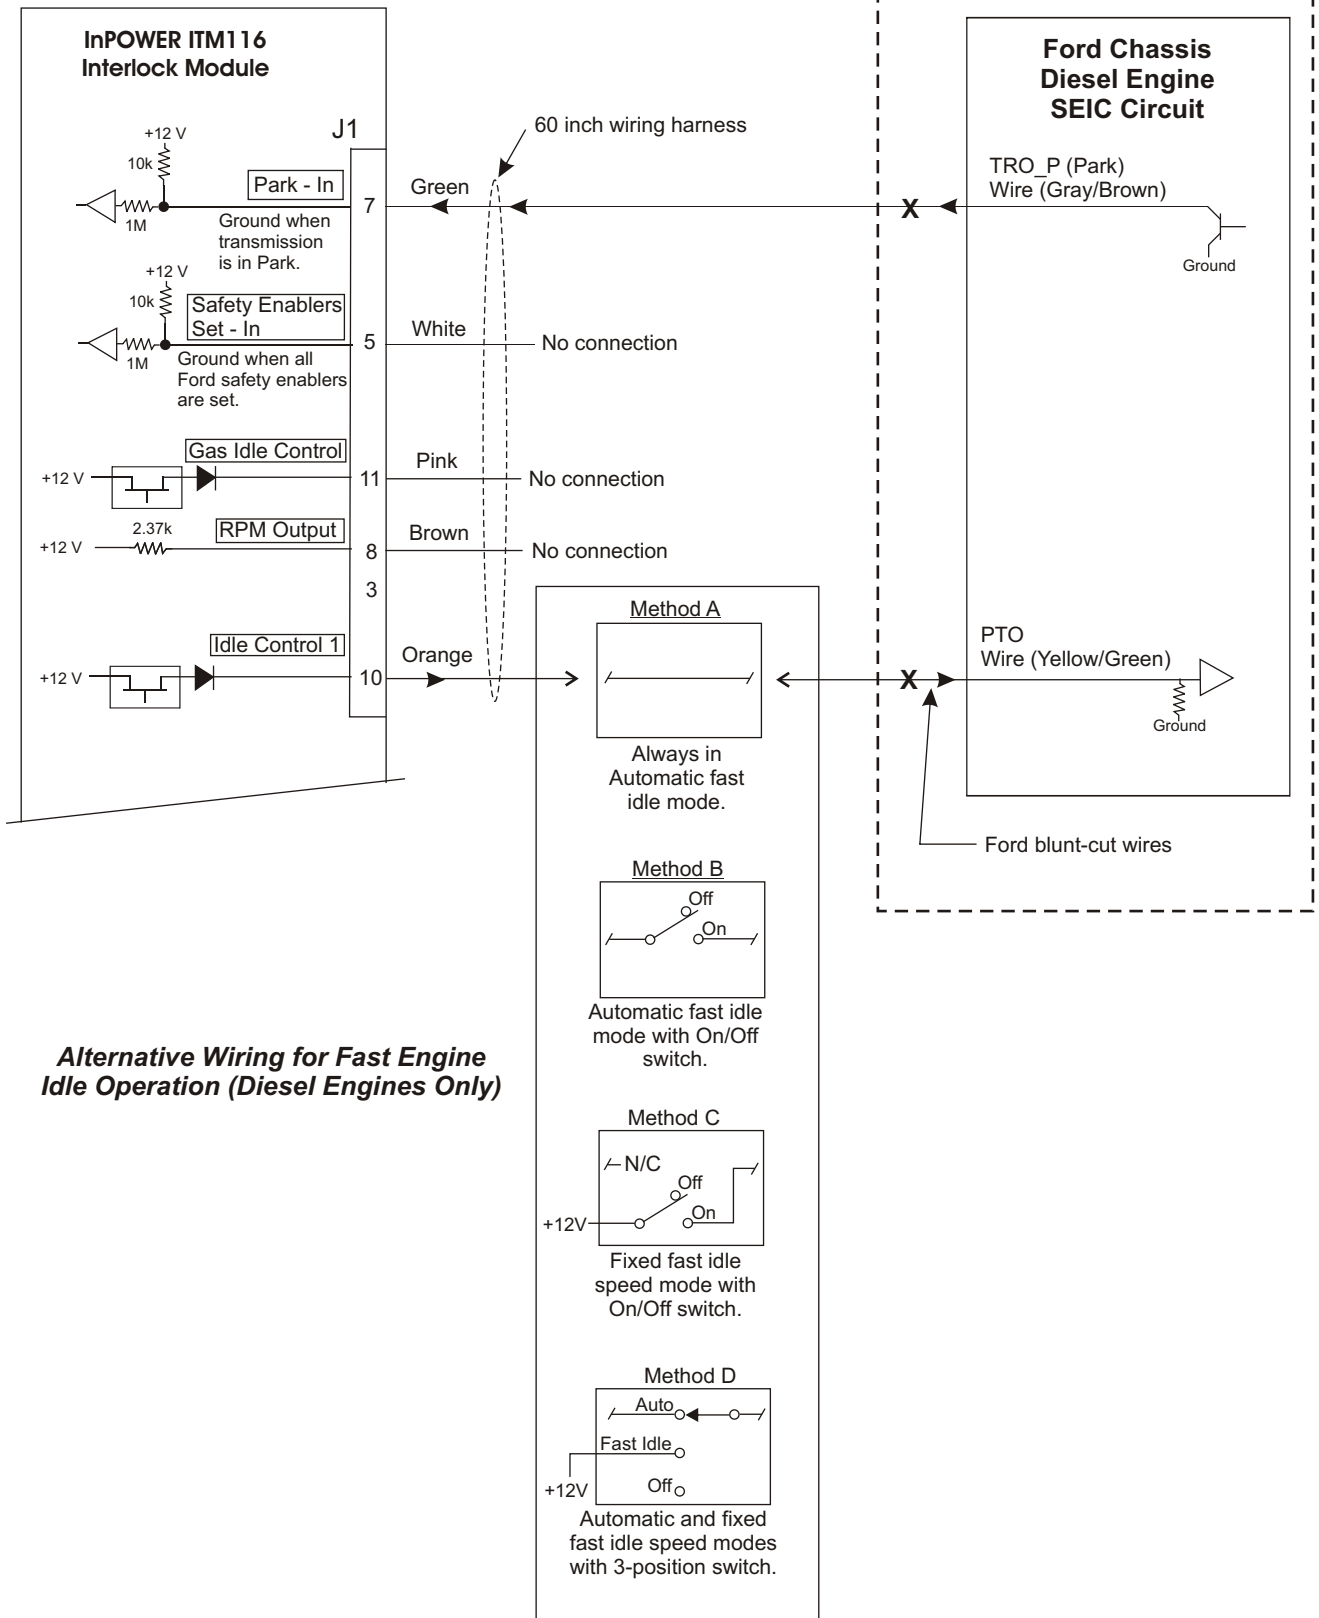 InPOWER ITM116
Interlock Module
J1
+12 V
10k
1M
Park - In
Ground when
transmission
is in Park.
7
Green
60 inch wiring harness
+12 V
10k
1M
Safety Enablers
Set - In
Ground when all
Ford safety enablers
are set.
5
White
No connection
+12 V
Gas Idle Control
11
Pink
No connection
+12 V
2.37k
RPM Output
8
Brown
No connection
3
+12 V
Idle Control 1
10
Orange
Ford Chassis
Diesel Engine
SEIC Circuit
TRO_P (Park)
Wire (Gray/Brown)
X
Ground
PTO
Wire (Yellow/Green)
X
Ground
Ford blunt-cut wires
Method A
Always in
Automatic fast
idle mode.
Method B
Off
On
Automatic fast idle
mode with On/Off
switch.
Alternative Wiring for Fast Engine
Idle Operation (Diesel Engines Only)
Method C
N/C
Off
On
+12V
Fixed fast idle
speed mode with
On/Off switch.
Method D
Auto
Fast Idle
+12V
Off
Automatic and fixed
fast idle speed modes
with 3-position switch.